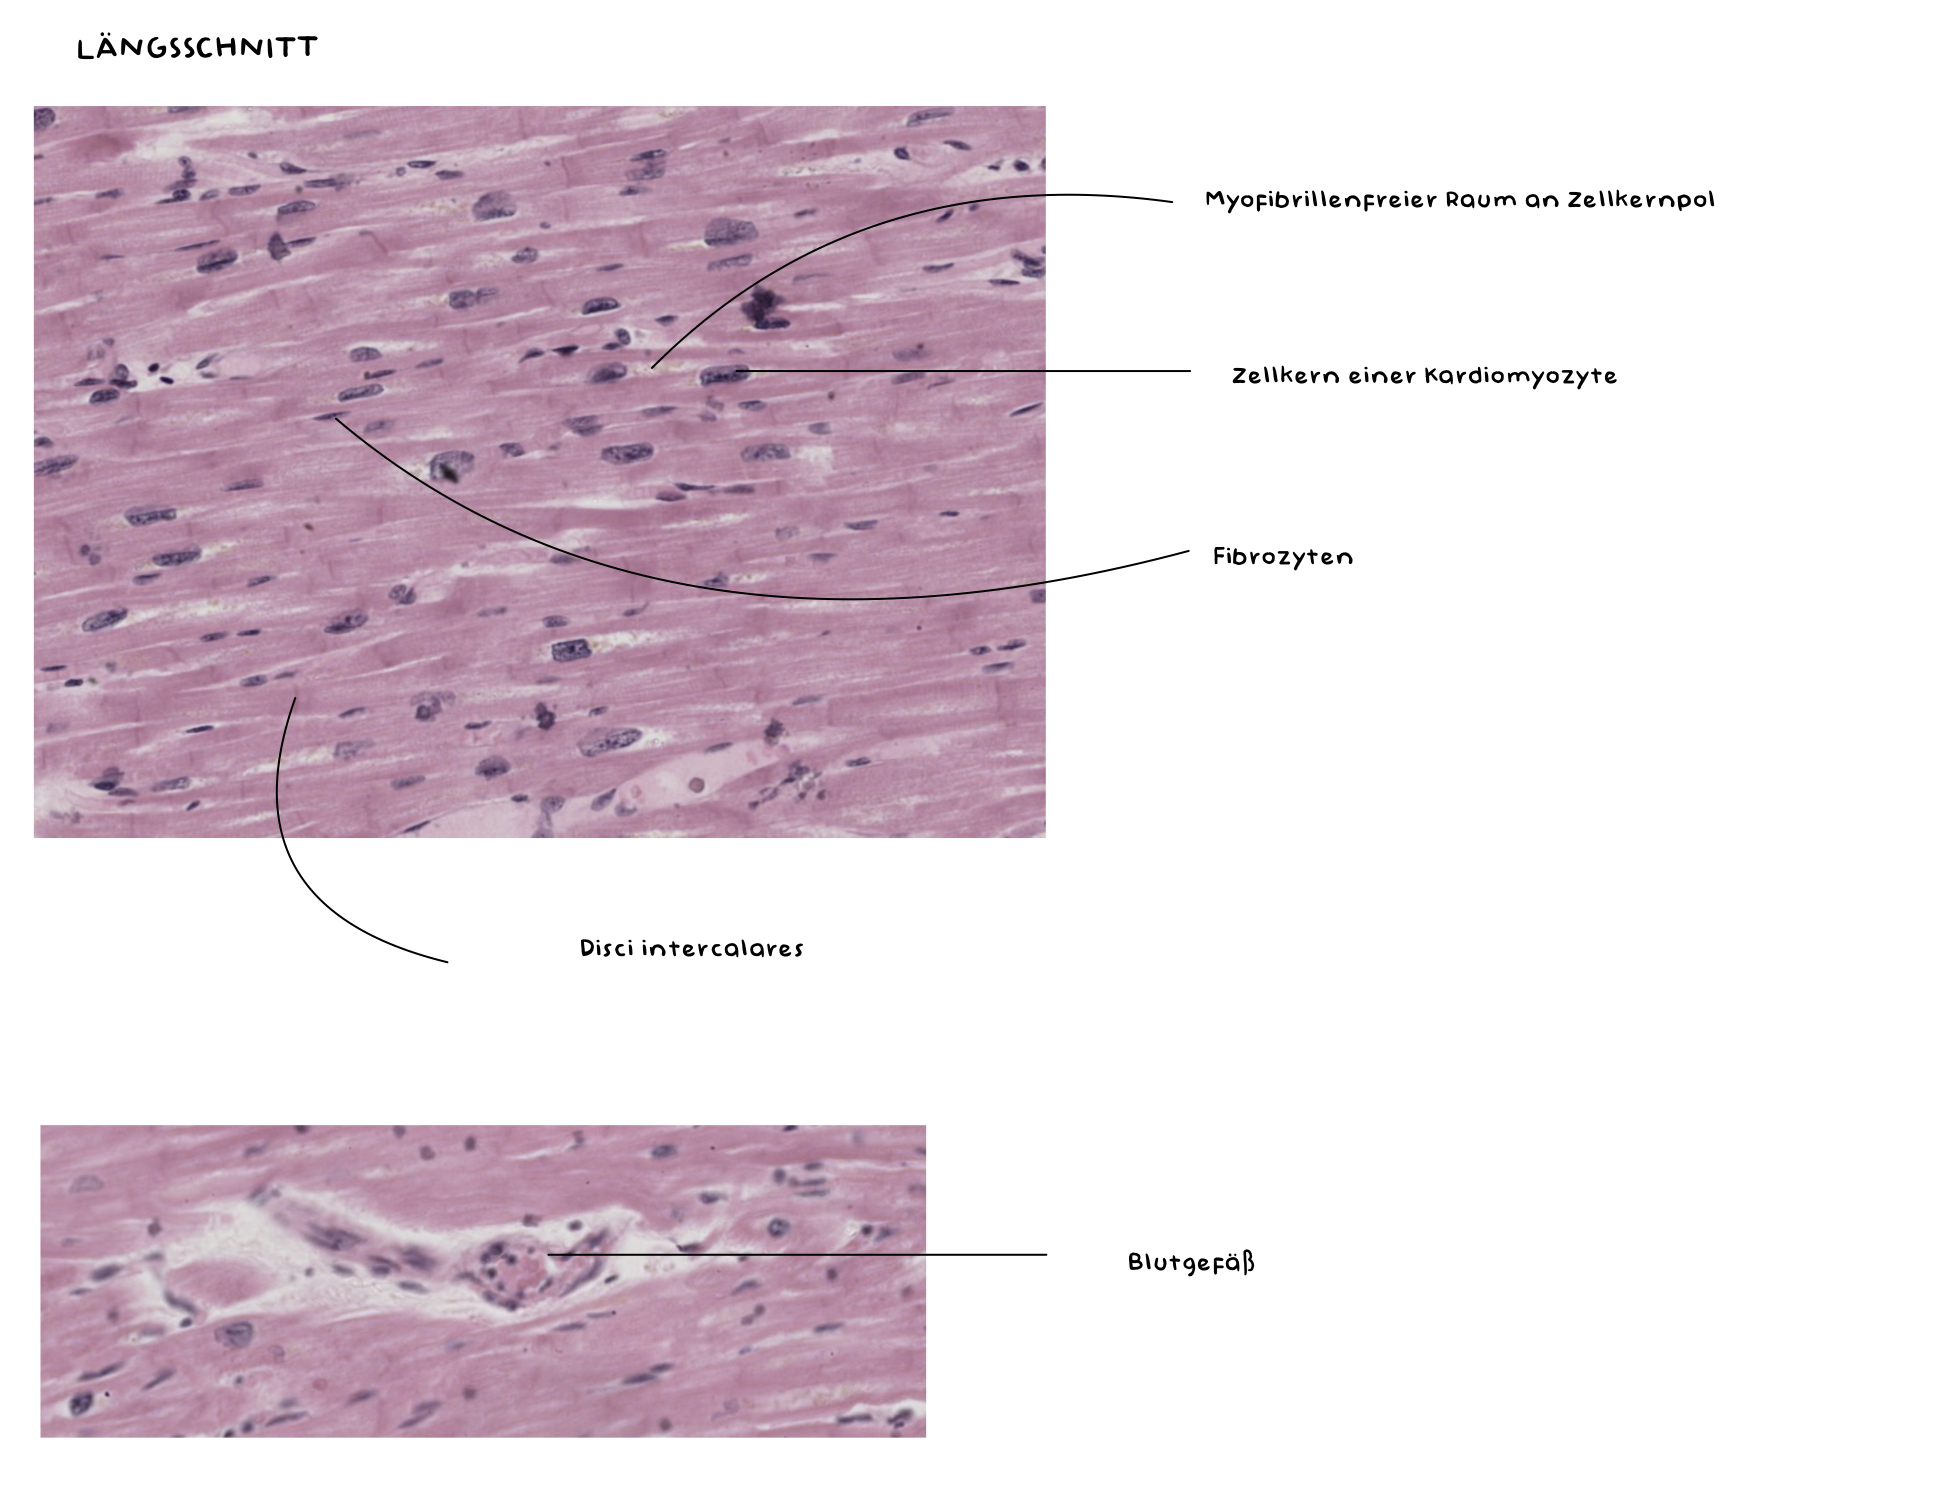 LÄNGSSCHNITT
Myofibrillenfreier Raum an Zellkernpol
Zellkern einer Kardiomyozyte
Fibrozyten
Disci intercalares
Blutgefäß